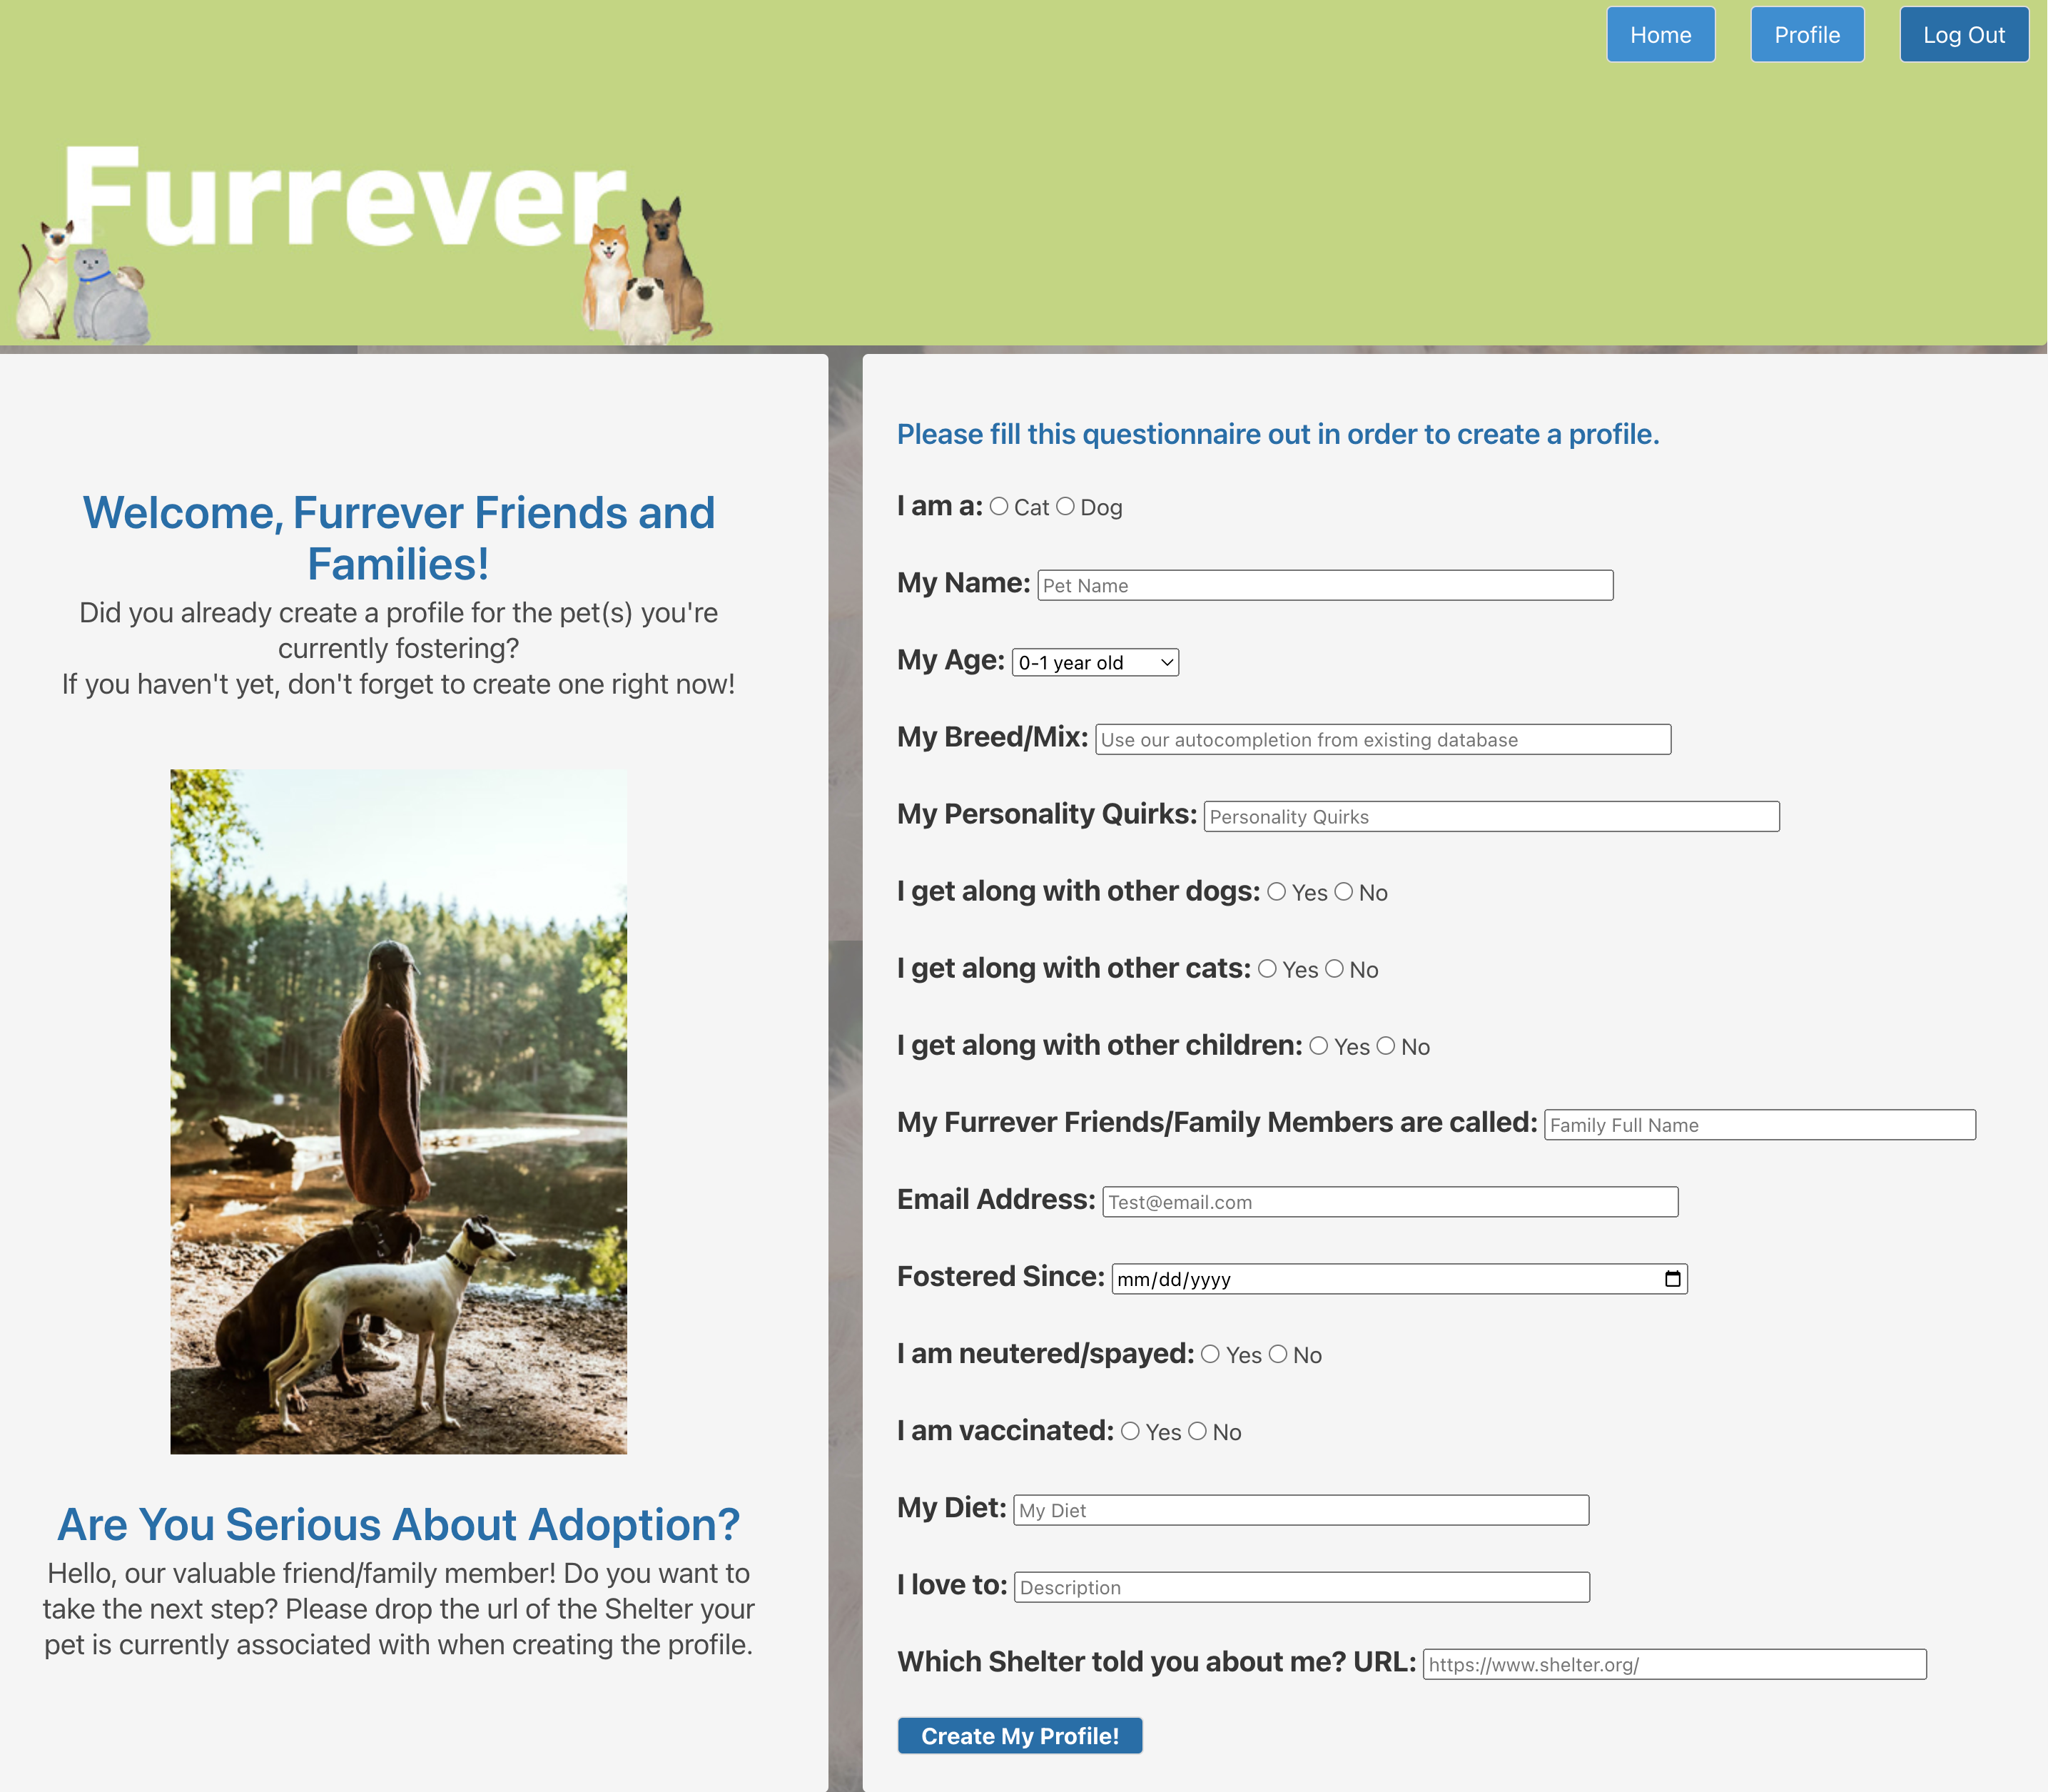 Home Profile Log Out
Furrever
Welcome, Furrever Friends and
Families!
Did you already create a profile for the pet(s) you're
currently fostering?
If you haven't yet, don't forget to create one right now!
Are You Serious About Adoption?
Hello, our valuable friend/family member! Do you want to
take the next step? Please drop the url of the Shelter your
pet is currently associated with when creating the profile.
Please fill this questionnaire out in order to create a profile.
I am a: Cat Dog
My Name: Pet Name
My Age: 0-1 year old
My Breed/Mix: Use our autocompletion from existing database
My Personality Quirks: Personality Quirks
I get along with other dogs: Yes No
I get along with other cats: Yes No
I get along with other children: Yes No
My Furrever Friends/Family Members are called: Family Full Name
Email Address: Test@email.com
Fostered Since: mm/dd/yyyy
I am neutered/spayed: Yes No
I am vaccinated: Yes No
My Diet: My Diet
I love to: Description
Which Shelter told you about me? URL: https://www.shelter.org/
Create My Profile!